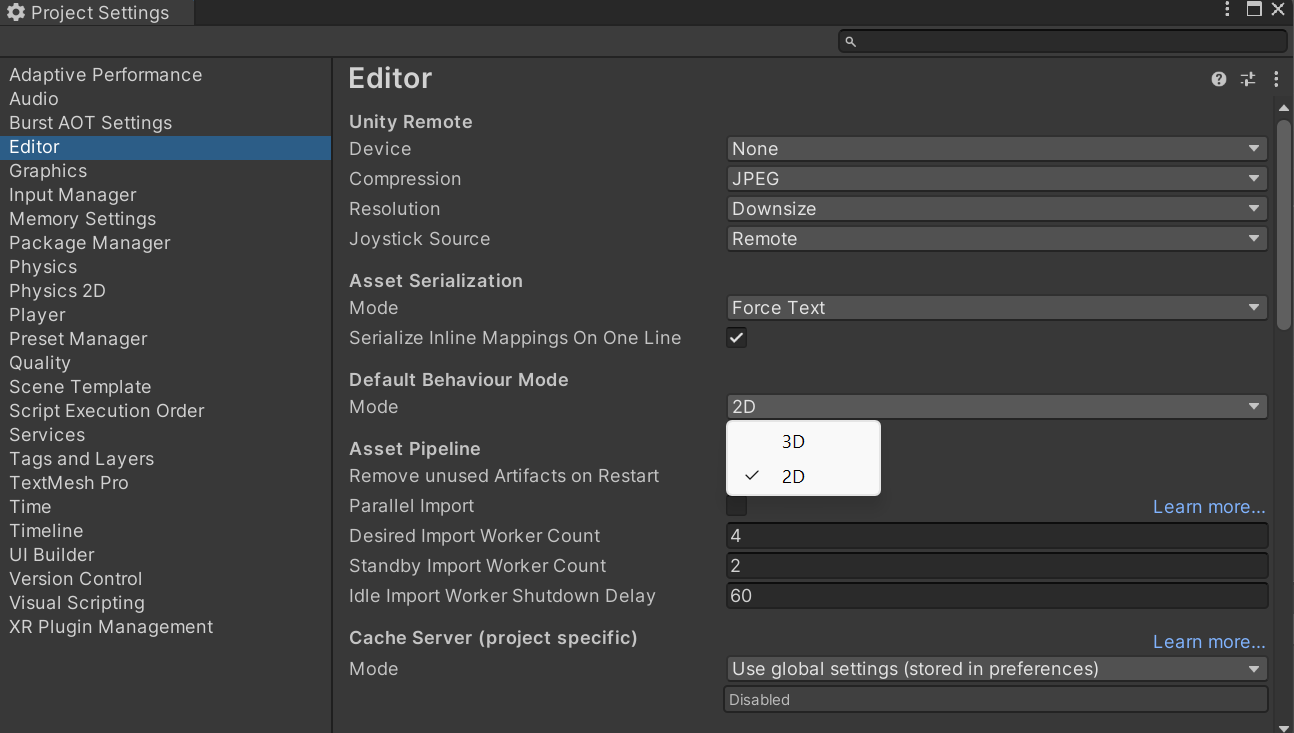 Project Settings
Adaptive Performance
Audio
Burst AOT Settings
Editor
Graphics
Input Manager
Memory Settings
Package Manager
Physics
Physics 2D
Player
Preset Manager
Quality
Scene Template
Script Execution Order
Services
Tags and Layers
TextMesh Pro
Time
Timeline
UI Builder
Version Control
Visual Scripting
XR Plugin Management
Editor
Unity Remote
Device None
Compression JPEG
Resolution Downsize
Joystick Source Remote
Asset Serialization
Mode Force Text
Serialize Inline Mappings On One Line
Default Behaviour Mode
Mode 2D
3D
2D
Asset Pipeline
Remove unused Artifacts on Restart
Parallel Import Learn more...
Desired Import Worker Count 4
Standby Import Worker Count 2
Idle Import Worker Shutdown Delay 60
Cache Server (project specific) Learn more...
Mode Use global settings (stored in preferences)
Disabled